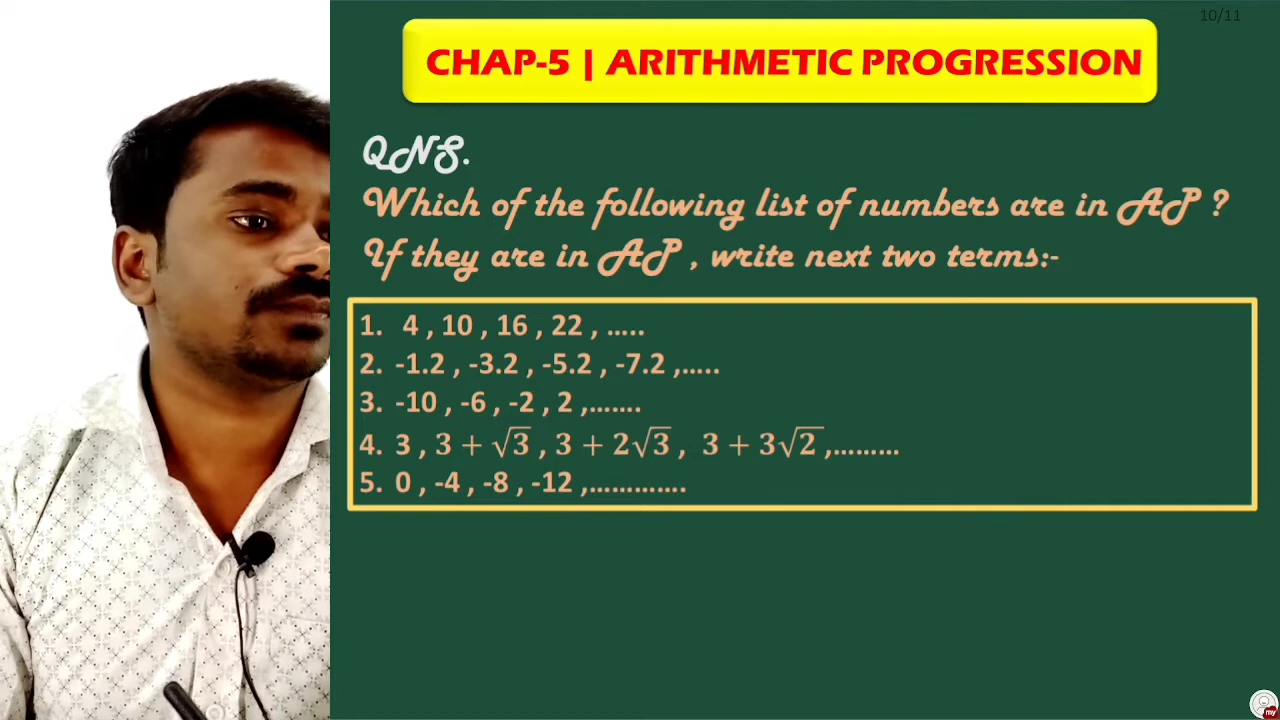 10/11
CHAP-5 | ARITHMETIC PROGRESSION
QNS.
Which of the following list of numbers are in AP ?
If they are in AP , write next two terms:-
1. 4 , 10 , 16 , 22 , .....
2. -1.2 , -3.2 , -5.2 , -7.2 ,.....
3. -10 , -6 , -2 , 2 ,.......
4. 3 , 3 + √3 , 3 + 2√3 , 3 + 3√2 ,.........
5. 0 , -4 , -8 , -12 ,.............
my